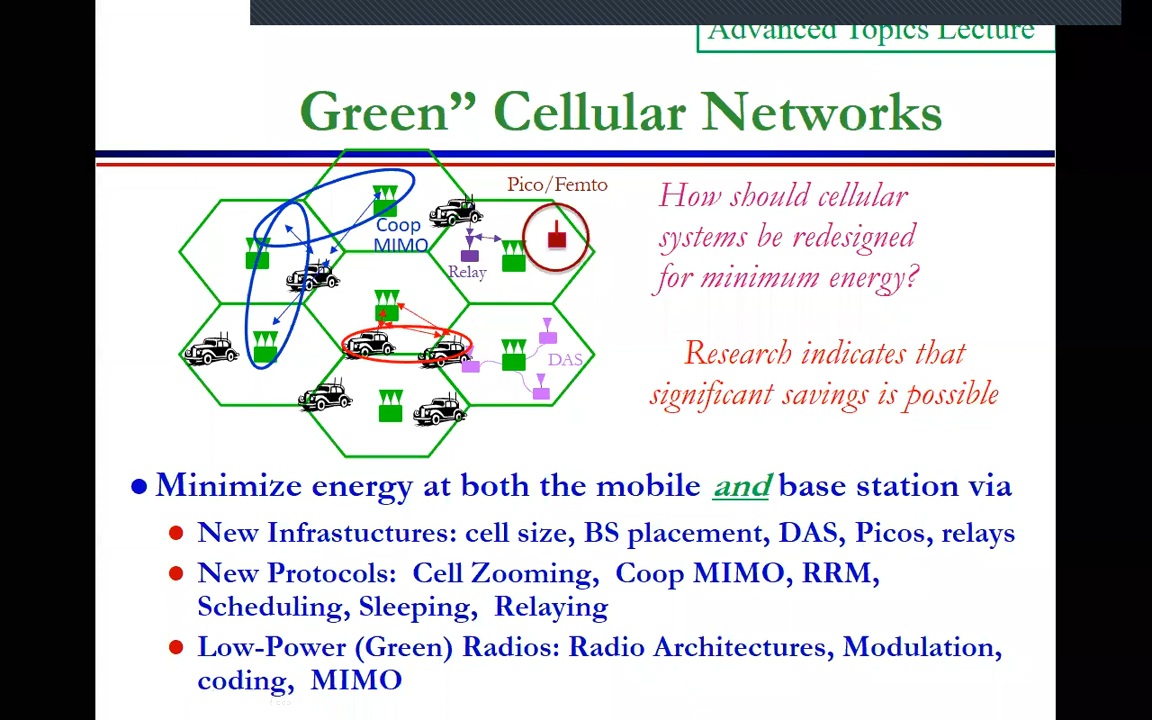 Advanced Topics Lecture
Green” Cellular Networks
Pico/Femto
Coop
MIMO
Relay
DAS
How should cellular
systems be redesigned
for minimum energy?
Research indicates that
significant savings is possible
● Minimize energy at both the mobile and base station via
● New Infrastuctures: cell size, BS placement, DAS, Picos, relays
● New Protocols: Cell Zooming, Coop MIMO, RRM,
Scheduling, Sleeping, Relaying
● Low-Power (Green) Radios: Radio Architectures, Modulation,
coding, MIMO